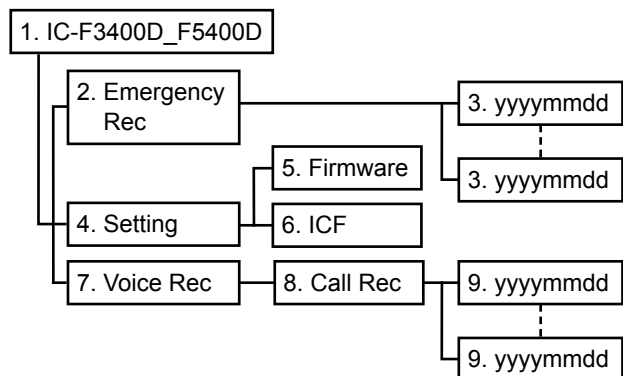 1. IC-F3400D_F5400D
2. Emergency
Rec
3. yyyymmdd
3. yyyymmdd
4. Setting
5. Firmware
6. ICF
7. Voice Rec
8. Call Rec
9. yyyymmdd
9. yyyymmdd